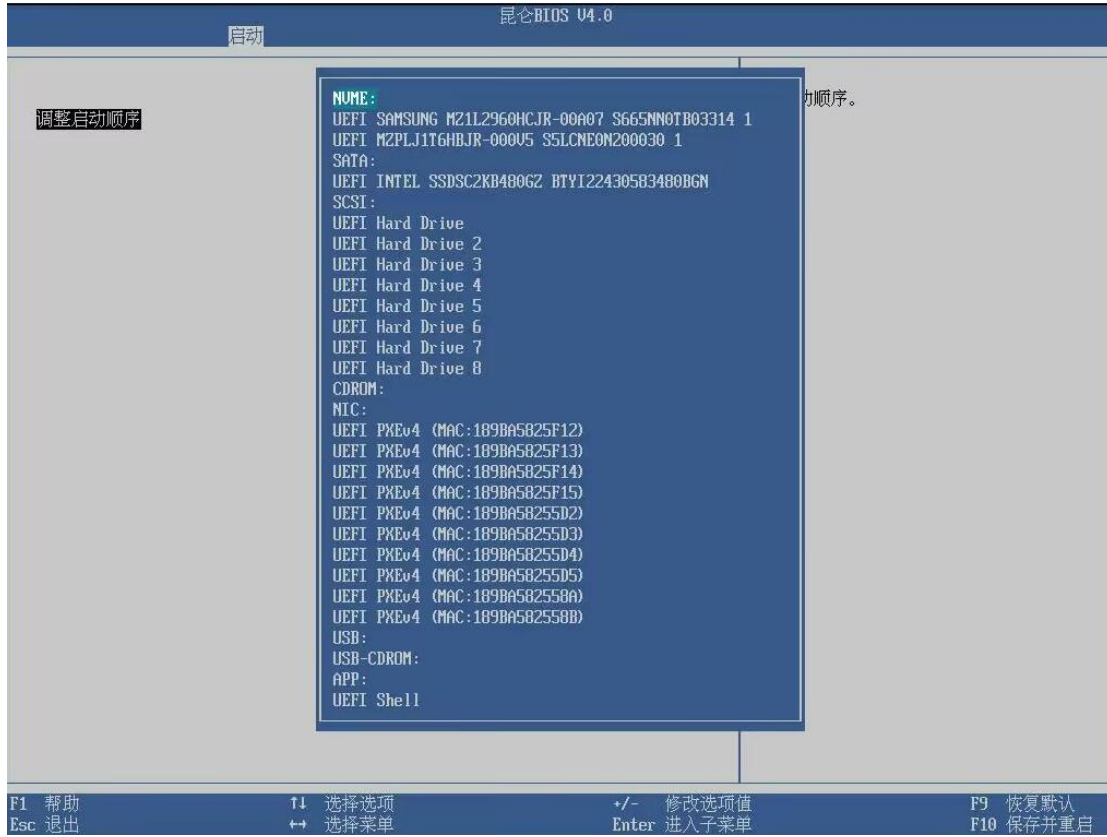 昆仑BIOS V4.0
启动
调整启动顺序
动顺序。
NVME:
UEFI SAMSUNG MZ1L2960HCJR-00A07 S665NN0TB03314 1
UEFI MZPLJ1T6HBJR-000V5 S5LCNE0N200030 1
SATA:
UEFI INTEL SSDSC2KB480GZ BTYI22430583480BGN
SCSI:
UEFI Hard Drive
UEFI Hard Drive 2
UEFI Hard Drive 3
UEFI Hard Drive 4
UEFI Hard Drive 5
UEFI Hard Drive 6
UEFI Hard Drive 7
UEFI Hard Drive 8
CDROM:
NIC:
UEFI PXEv4 (MAC:189BA5825F12)
UEFI PXEv4 (MAC:189BA5825F13)
UEFI PXEv4 (MAC:189BA5825F14)
UEFI PXEv4 (MAC:189BA5825F15)
UEFI PXEv4 (MAC:189BA58255D2)
UEFI PXEv4 (MAC:189BA58255D3)
UEFI PXEv4 (MAC:189BA58255D4)
UEFI PXEv4 (MAC:189BA58255D5)
UEFI PXEv4 (MAC:189BA582558A)
UEFI PXEv4 (MAC:189BA582558B)
USB:
USB-CDROM:
APP:
UEFI Shell
F1 帮助 ↑↓ 选择选项 +/- 修改选项值 F9 恢复默认
Esc 退出 ↔ 选择菜单 Enter 进入子菜单 F10 保存并重启